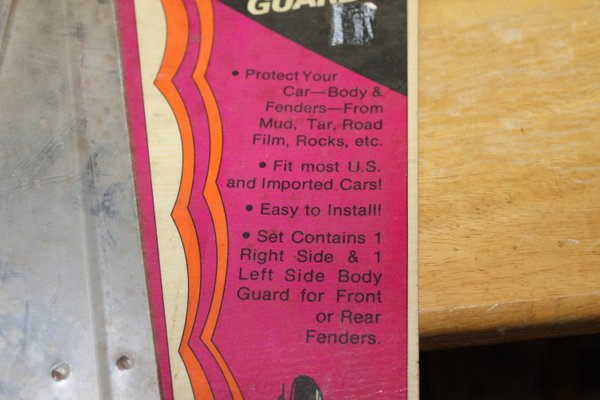 GUARD
• Protect Your
Car—Body &
Fenders—From
Mud, Tar, Road
Film, Rocks, etc.
• Fit most U.S.
and Imported Cars!
• Easy to Install!
• Set Contains 1
Right Side & 1
Left Side Body
Guard for Front
or Rear
Fenders.